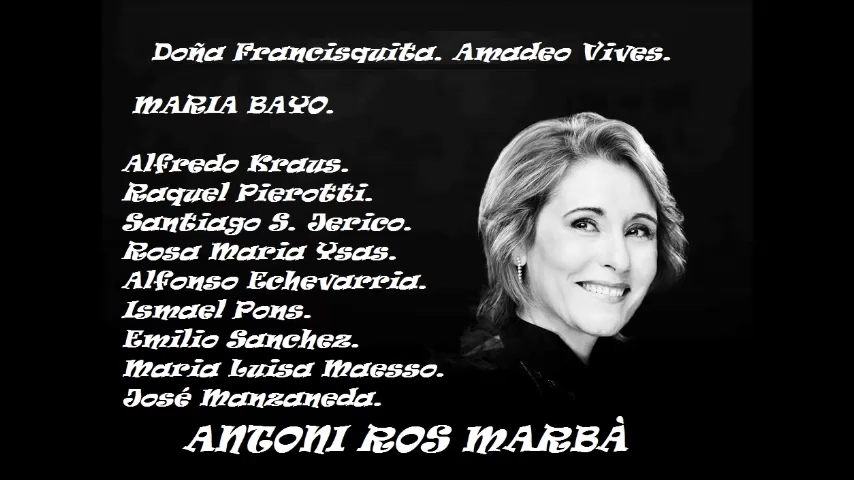 Doña Francisquita. Amadeo Vives.
MARIA BAYO.
Alfredo Kraus.
Raquel Pierotti.
Santiago S. Jerico.
Rosa Maria Ysas.
Alfonso Echevarria.
Ismael Pons.
Emilio Sanchez.
Maria Luisa Maesso.
José Manzaneda.
ANTONI ROS MARBÀ